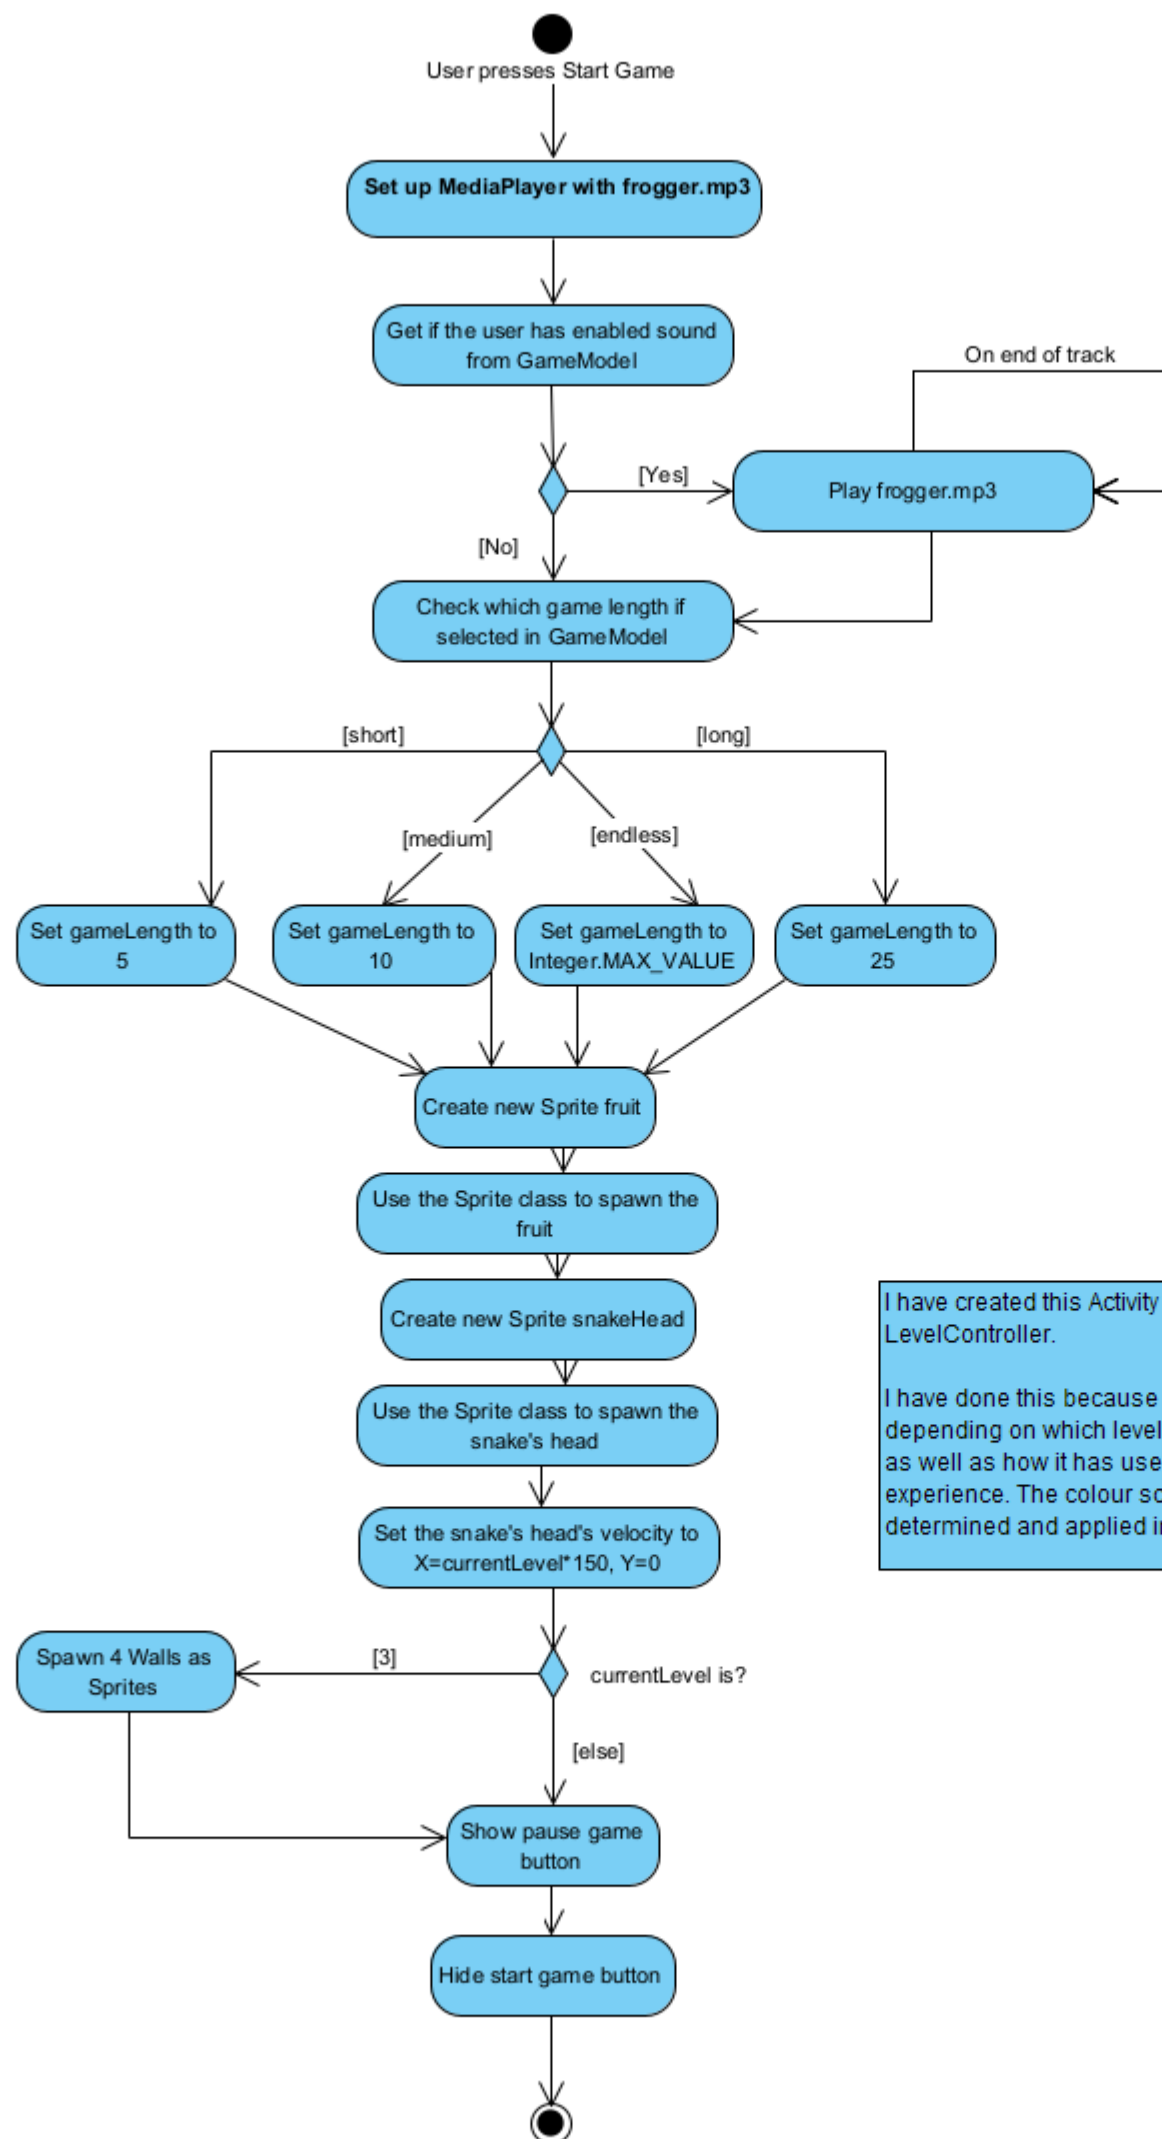 User presses Start Game
Set up MediaPlayer with frogger.mp3
Get if the user has enabled sound
from GameModel
On end of track
[Yes]
Play frogger.mp3
[No]
Check which game length if
selected in GameModel
[short]
[long]
[medium]
[endless]
Set gameLength to
5
Set gameLength to
10
Set gameLength to
Integer.MAX_VALUE
Set gameLength to
25
Create new Sprite fruit
Use the Sprite class to spawn the
fruit
Create new Sprite snakeHead
Use the Sprite class to spawn the
snake's head
Set the snake's head's velocity to
X=currentLevel*150, Y=0
I have created this Activity
LevelController.
I have done this because
depending on which level
as well as how it has use
experience. The colour
determined and applied
[3]
Spawn 4 Walls as
Sprites
currentLevel is?
[else]
Show pause game
button
Hide start game button